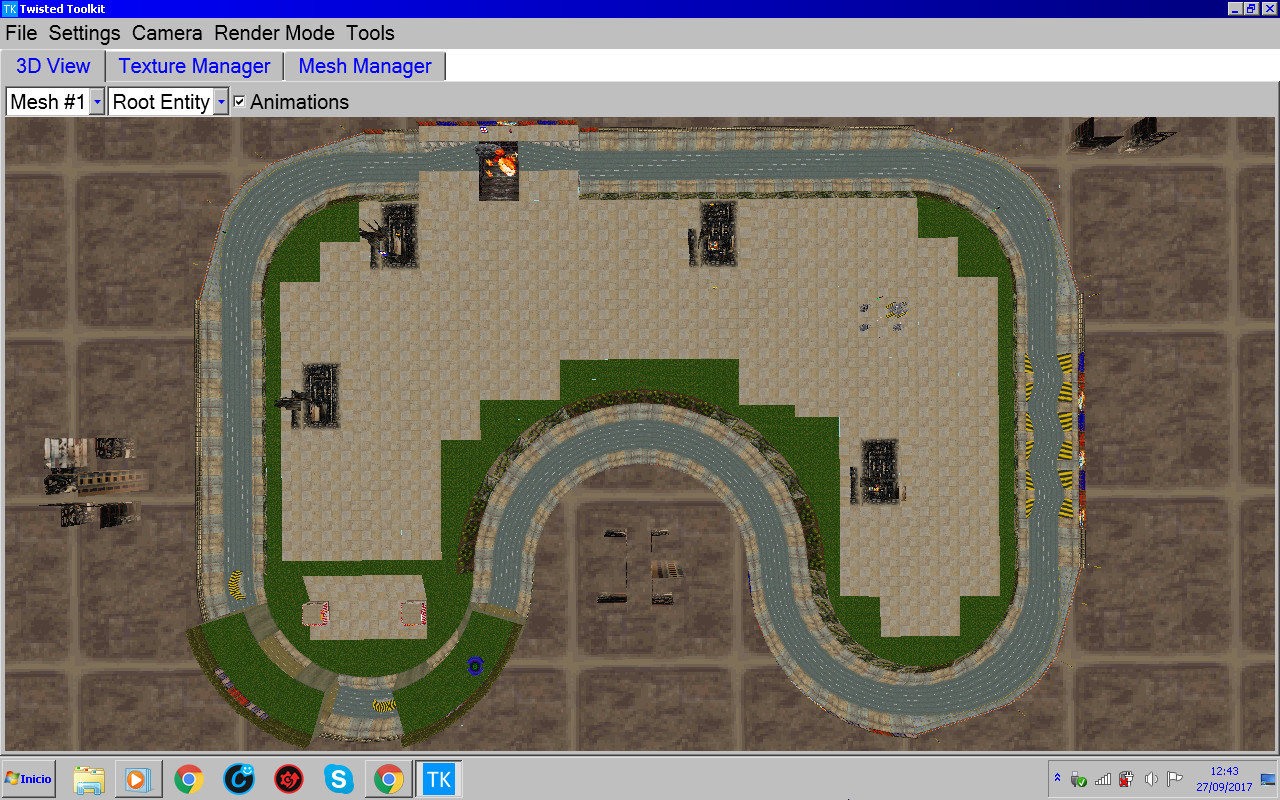 TK Twisted Toolkit
File Settings Camera Render Mode Tools
3D View Texture Manager Mesh Manager
Mesh #1 Root Entity Animations
Inicio
TK
12:43
27/09/2017